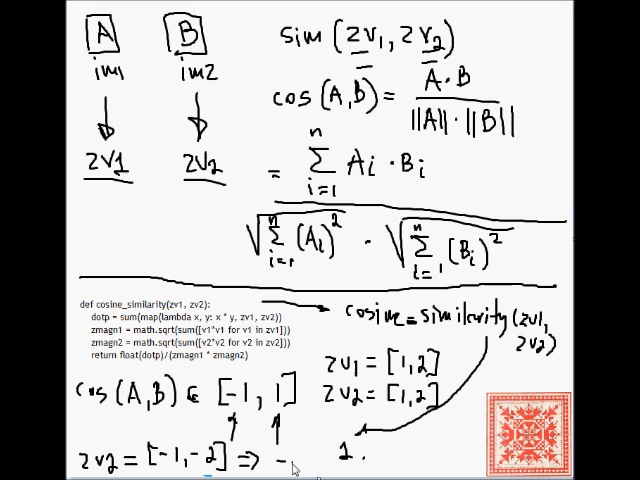 A B
im1 im2
zv1 zv2
sim (zv1, zv2)
cos (A, B) = A · B / ||A|| · ||B||
= n ∑ i=1 Ai · Bi
√ n ∑ i=1 (Ai)² · √ n ∑ i=1 (Bi)²
def cosine_similarity(zv1, zv2):
dotp = sum(map(lambda x, y: x * y, zv1, zv2))
zmagn1 = math.sqrt(sum([v1*v1 for v1 in zv1]))
zmagn2 = math.sqrt(sum([v2*v2 for v2 in zv2]))
return float(dotp)/(zmagn1 * zmagn2)
cosine-similarity (zv1,
zv2)
zv1 = [1,2]
zv2 = [1,2]
1.
cos (A, B) ∈ [-1, 1]
zv2 = [-1, -2] ⇒ -